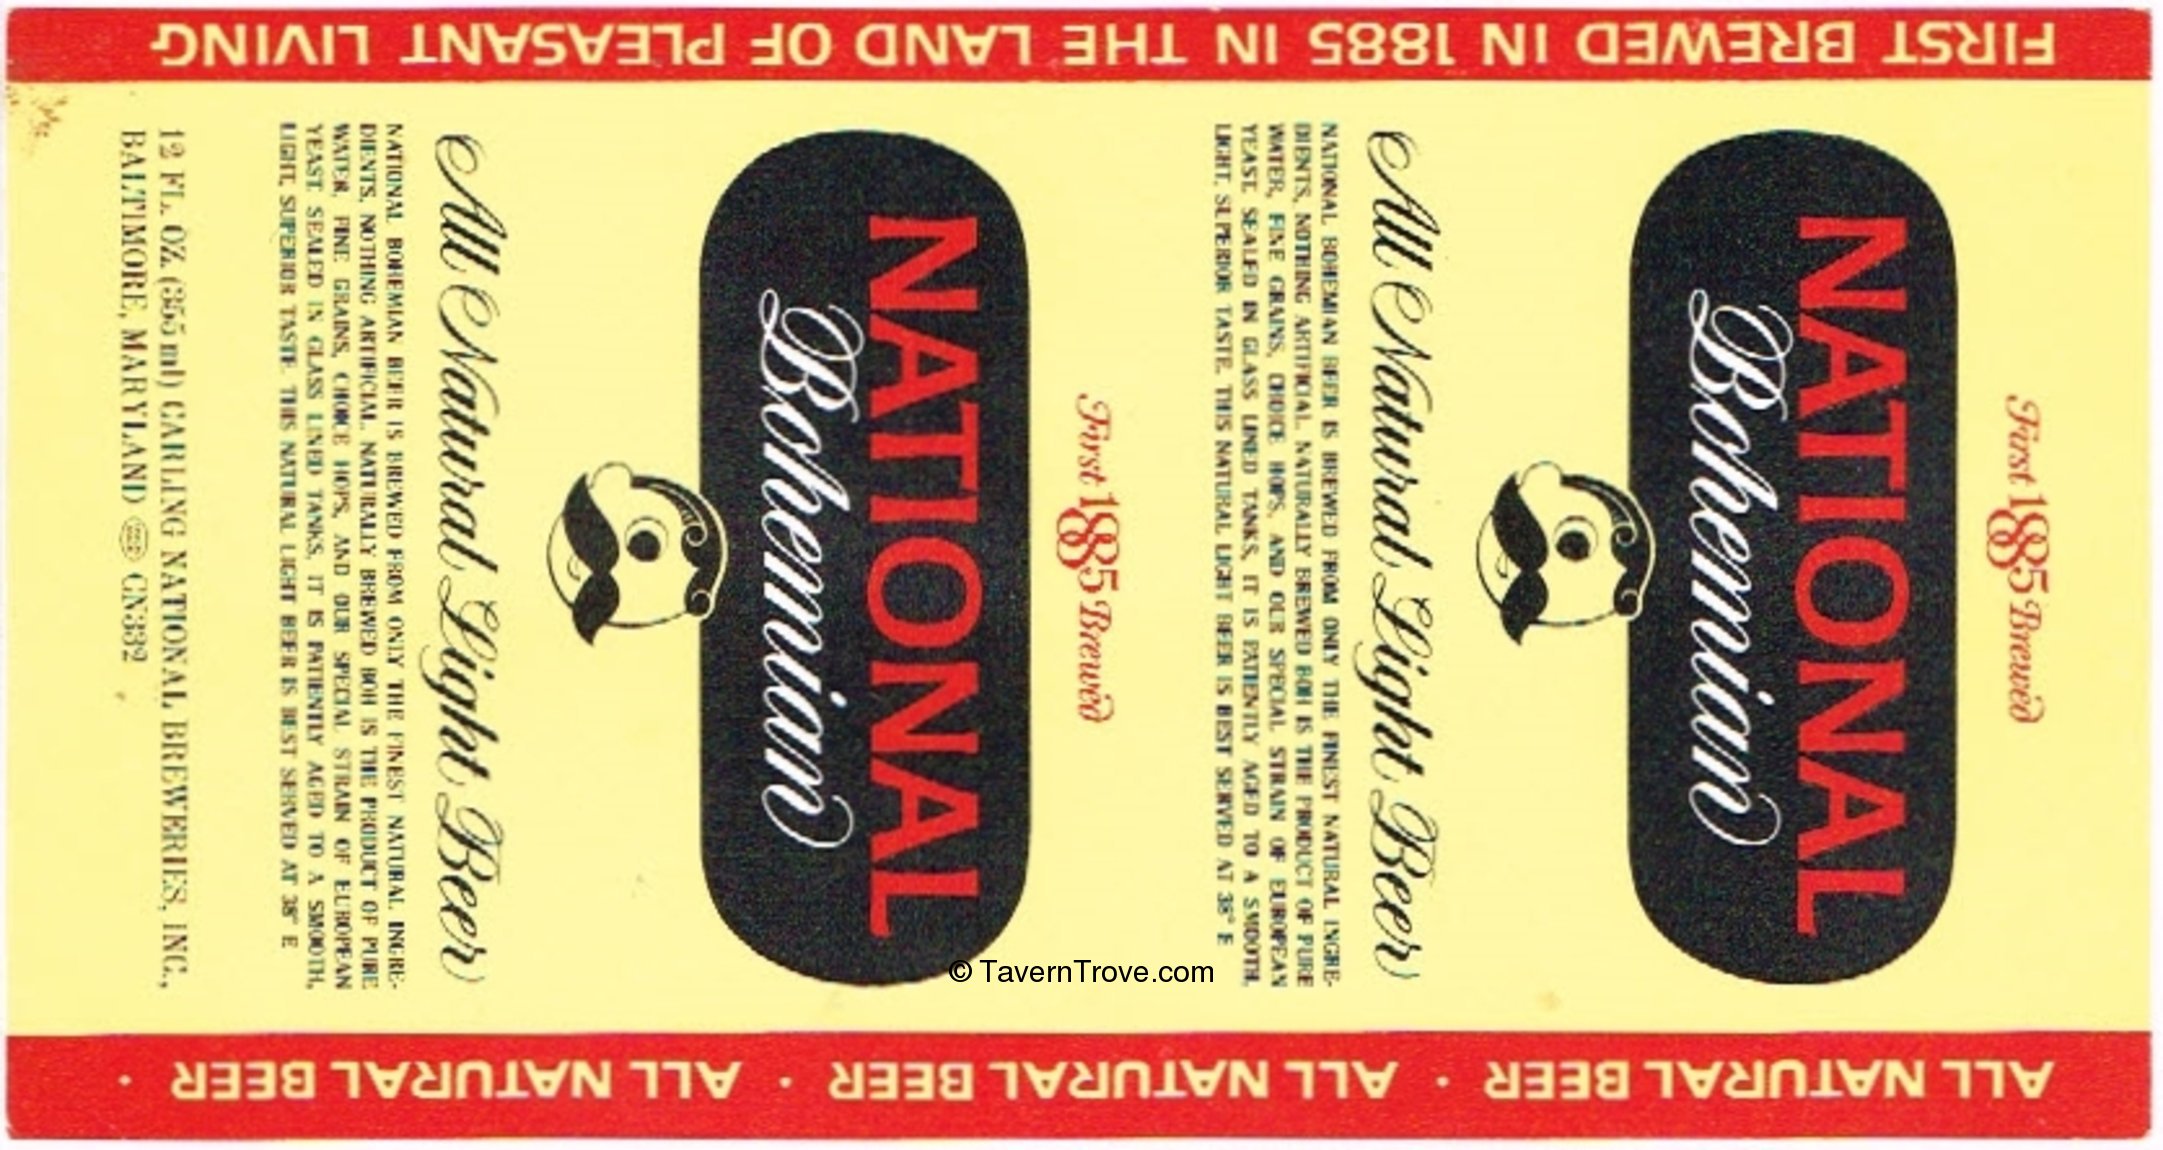 FIRST BREWED IN 1885 IN THE LAND OF PLEASANT LIVING
First 1885 Brewed
NATIONAL
Bohemian
All Natural Light Beer
NATIONAL BOHEMIAN BEER IS BREWED FROM ONLY THE FINEST NATURAL INGRE-
DIENTS, NOTHING ARTIFICIAL. NATURALLY BREWED BOH IS THE PRODUCT OF PURE
WATER, FINE GRAINS, CHOICE HOPS, AND OUR SPECIAL STRAIN OF EUROPEAN
YEAST. SEALED IN GLASS LINED TANKS, IT IS PATIENTLY AGED TO A SMOOTH,
LIGHT, SUPERIOR TASTE. THIS NATURAL LIGHT BEER IS BEST SERVED AT 38° F.
First 1885 Brewed
NATIONAL
Bohemian
All Natural Light Beer
NATIONAL BOHEMIAN BEER IS BREWED FROM ONLY THE FINEST NATURAL INGRE-
DIENTS, NOTHING ARTIFICIAL. NATURALLY BREWED BOH IS THE PRODUCT OF PURE
WATER, FINE GRAINS, CHOICE HOPS, AND OUR SPECIAL STRAIN OF EUROPEAN
YEAST. SEALED IN GLASS LINED TANKS, IT IS PATIENTLY AGED TO A SMOOTH,
LIGHT, SUPERIOR TASTE. THIS NATURAL LIGHT BEER IS BEST SERVED AT 38° F.
12 FL. OZ. (355 ml) CARLING NATIONAL BREWERIES, INC.,
BALTIMORE, MARYLAND CN332
ALL NATURAL BEER · ALL NATURAL BEER · ALL NATURAL BEER ·
© TavernTrove.com